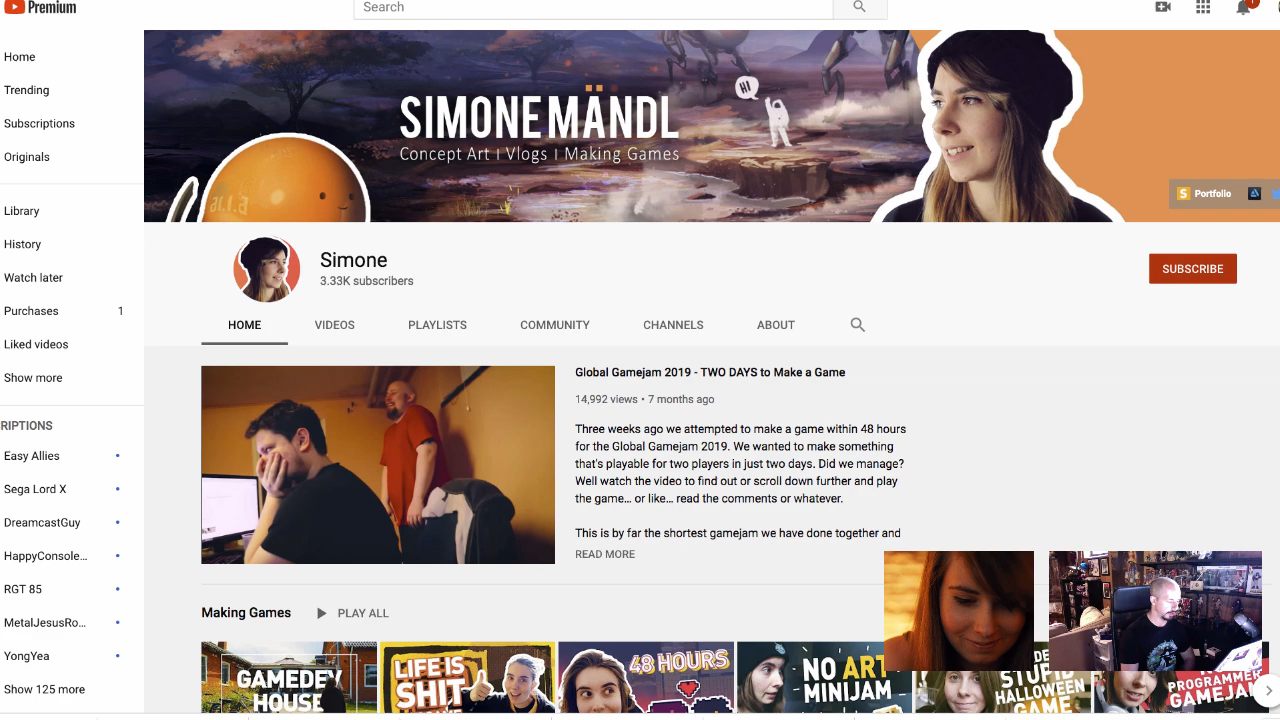 Premium
Search
Home
Trending
Subscriptions
Originals
Library
History
Watch later
Purchases 1
Liked videos
Show more
RIPTIONS
Easy Allies
Sega Lord X
DreamcastGuy
HappyConsole...
RGT 85
MetalJesusRo...
YongYea
Show 125 more
SIMONE MÄNDL
Concept Art | Vlogs | Making Games
HI
a.i.a
S Portfolio
Simone
3.33K subscribers
SUBSCRIBE
HOME VIDEOS PLAYLISTS COMMUNITY CHANNELS ABOUT
Global Gamejam 2019 - TWO DAYS to Make a Game
14,992 views • 7 months ago
Three weeks ago we attempted to make a game within 48 hours
for the Global Gamejam 2019. We wanted to make something
that's playable for two players in just two days. Did we manage?
Well watch the video to find out or scroll down further and play
the game... or like... read the comments or whatever.
This is by far the shortest gamejam we have done together and
READ MORE
Making Games PLAY ALL
GAMEDEV
HOUSE
LIFE IS
SHIT
48 HOURS
NO ART
MINIJAM
STUPID
HALLOWEEN
GAME
PROGRAMMER
GAMEJAM